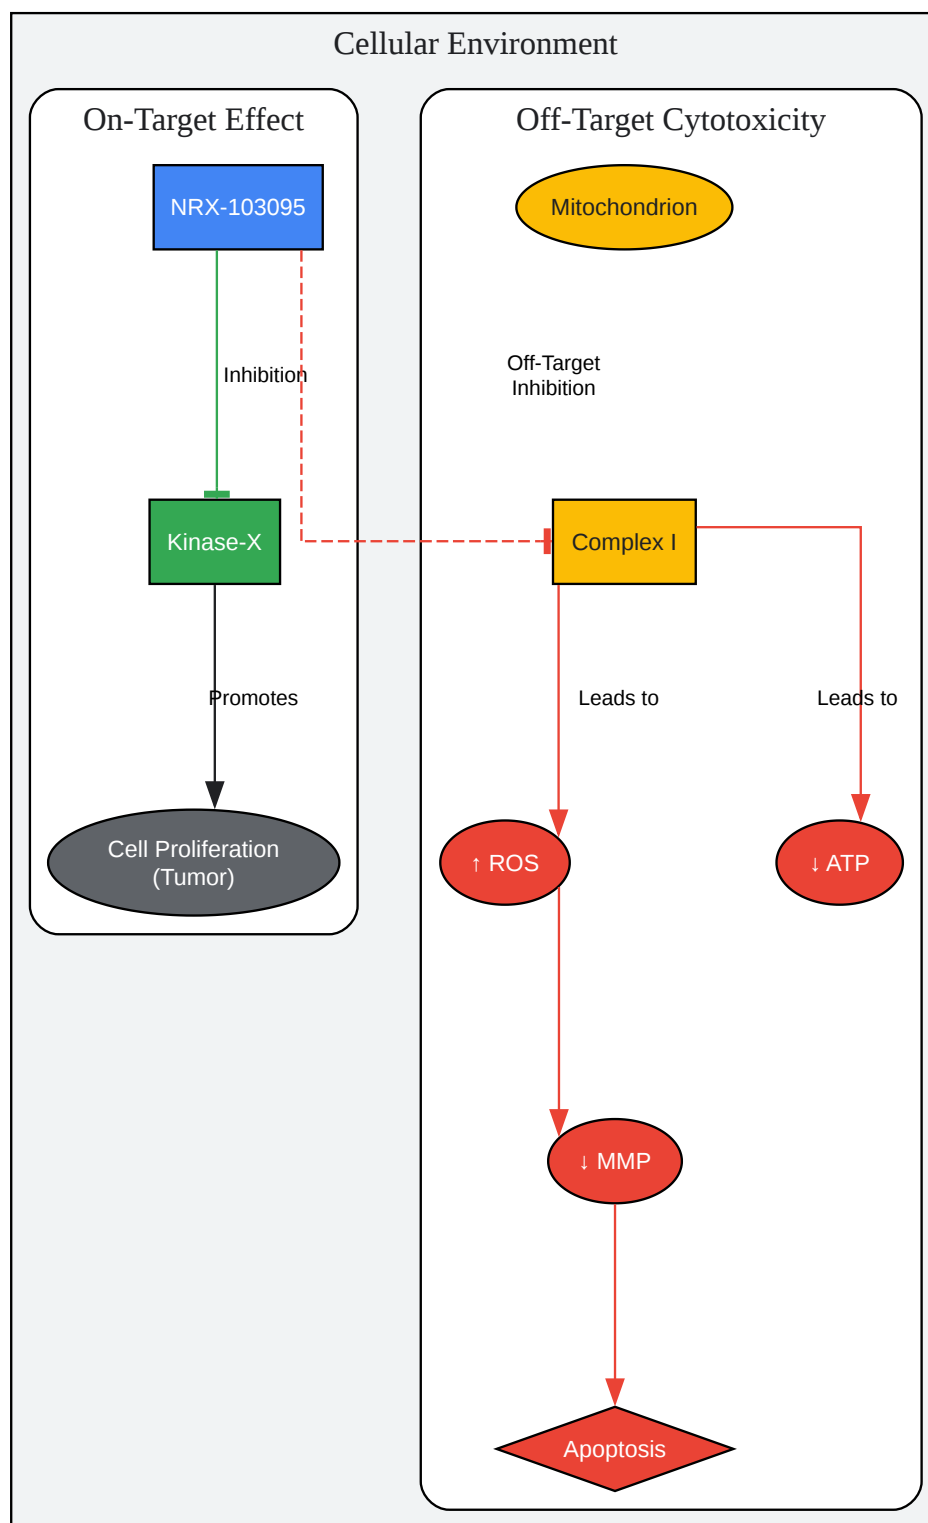 Cellular Environment
On-Target Effect
NRX-103095
Inhibition
Kinase-X
Promotes
Cell Proliferation
(Tumor)
Off-Target Cytotoxicity
Mitochondrion
Off-Target
Inhibition
Complex I
Leads to
Leads to
↑ ROS
↓ ATP
↓ MMP
Apoptosis